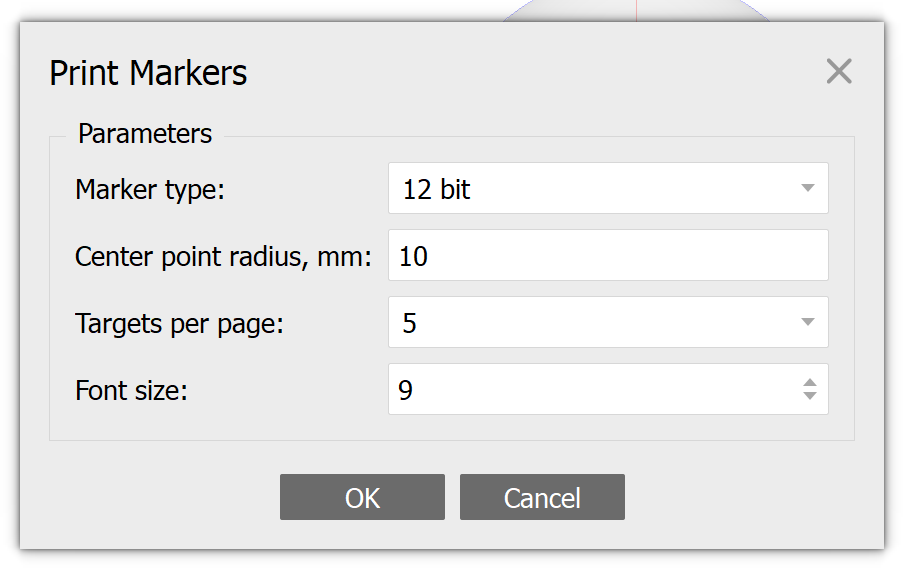 Print Markers
Parameters
Marker type: 12 bit
Center point radius, mm: 10
Targets per page: 5
Font size: 9
OK Cancel